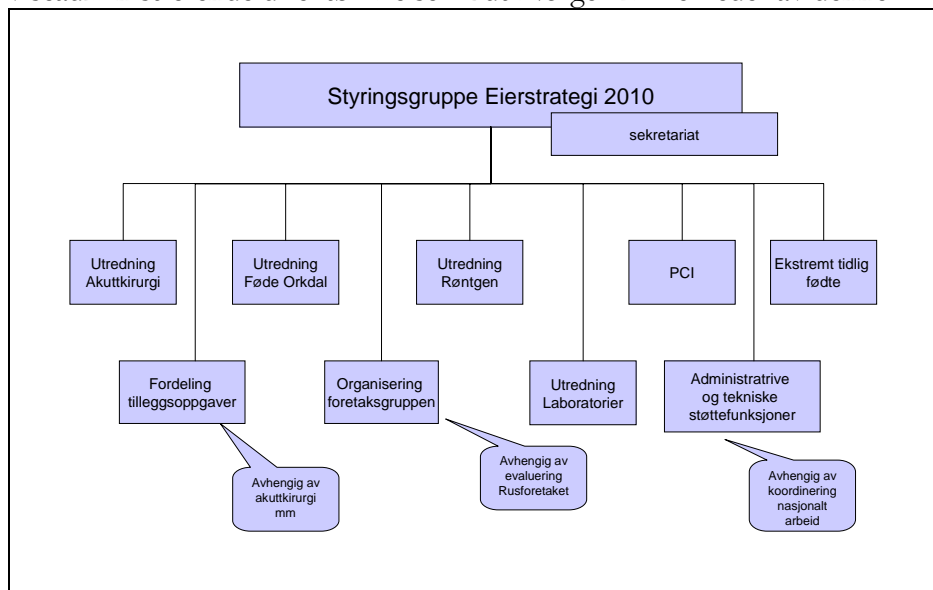 Styringsgruppe Eierstrategi 2010
sekretariat
Utredning
Akuttkirurgi
Utredning
Føde Orkdal
Utredning
Røntgen
PCI
Ekstremt tidlig
fødte
Fordeling
tilleggsoppgaver
Organisering
foretaksgruppen
Utredning
Laboratorier
Administratrive
og tekniske
støttefunksjoner
Avhengig av
akuttkirurgi
mm
Avhengig av
evaluering
Rusforetaket
Avhengig av
koordinering
nasjonalt
arbeid